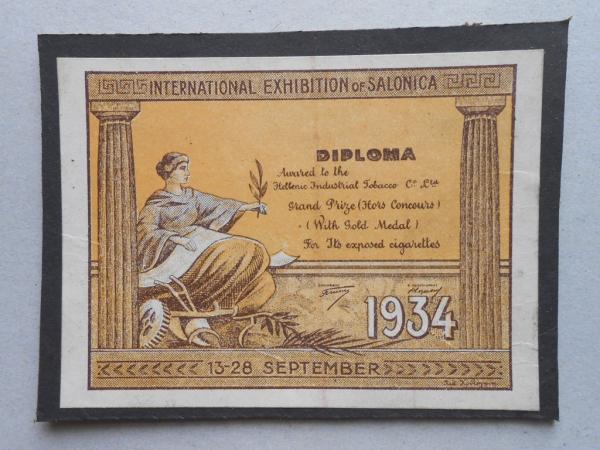 INTERNATIONAL EXHIBITION OF SALONICA
DIPLOMA
Awared to the
Hellenic Industrial Tobacco Co Ltd
Grand Prize (Hors Concours)
(With Gold Medal)
For Its exposed cigarettes
1934
13-28 SEPTEMBER